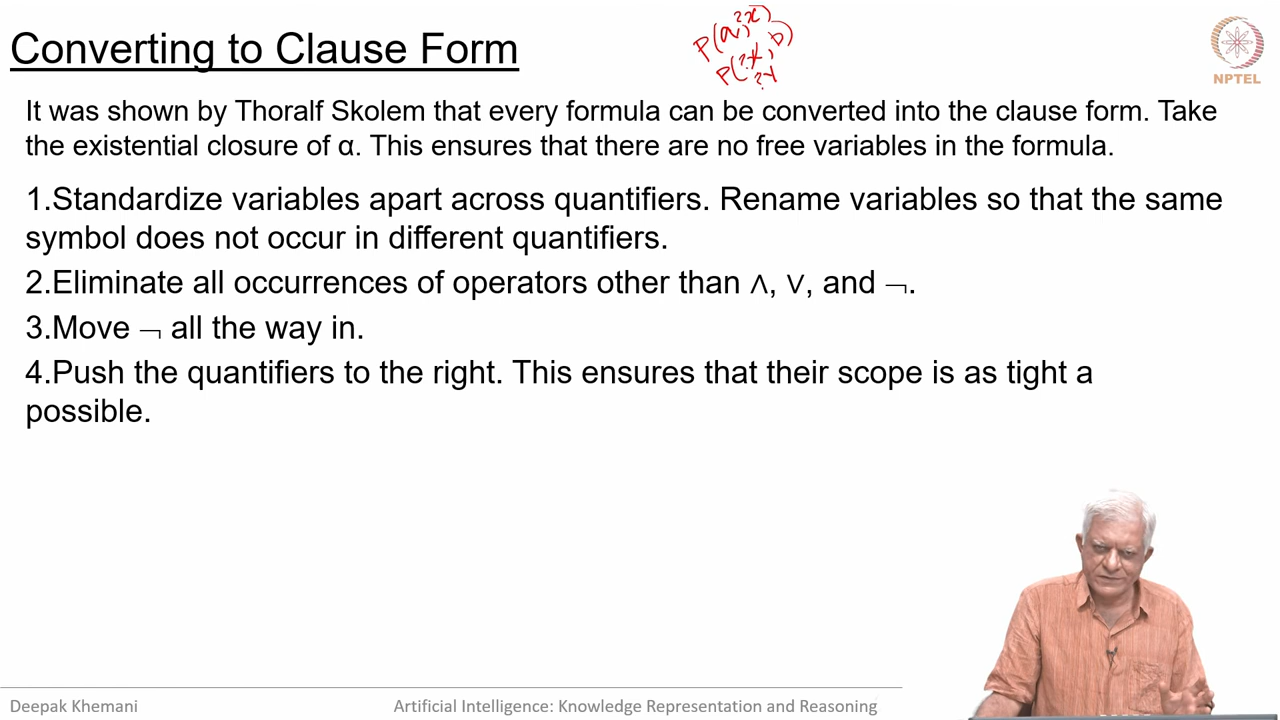 Converting to Clause Form
P(a, ?x)
P(?x, b)
?y
NPTEL
It was shown by Thoralf Skolem that every formula can be converted into the clause form. Take
the existential closure of α. This ensures that there are no free variables in the formula.
1.Standardize variables apart across quantifiers. Rename variables so that the same
symbol does not occur in different quantifiers.
2.Eliminate all occurrences of operators other than ∧, ∨, and ¬.
3.Move ¬ all the way in.
4.Push the quantifiers to the right. This ensures that their scope is as tight a
possible.
Deepak Khemani
Artificial Intelligence: Knowledge Representation and Reasoning